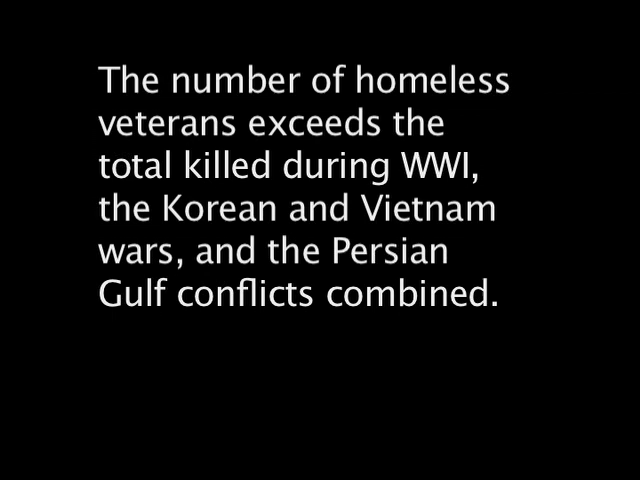 The number of homeless
veterans exceeds the
total killed during WWI,
the Korean and Vietnam
wars, and the Persian
Gulf conflicts combined.